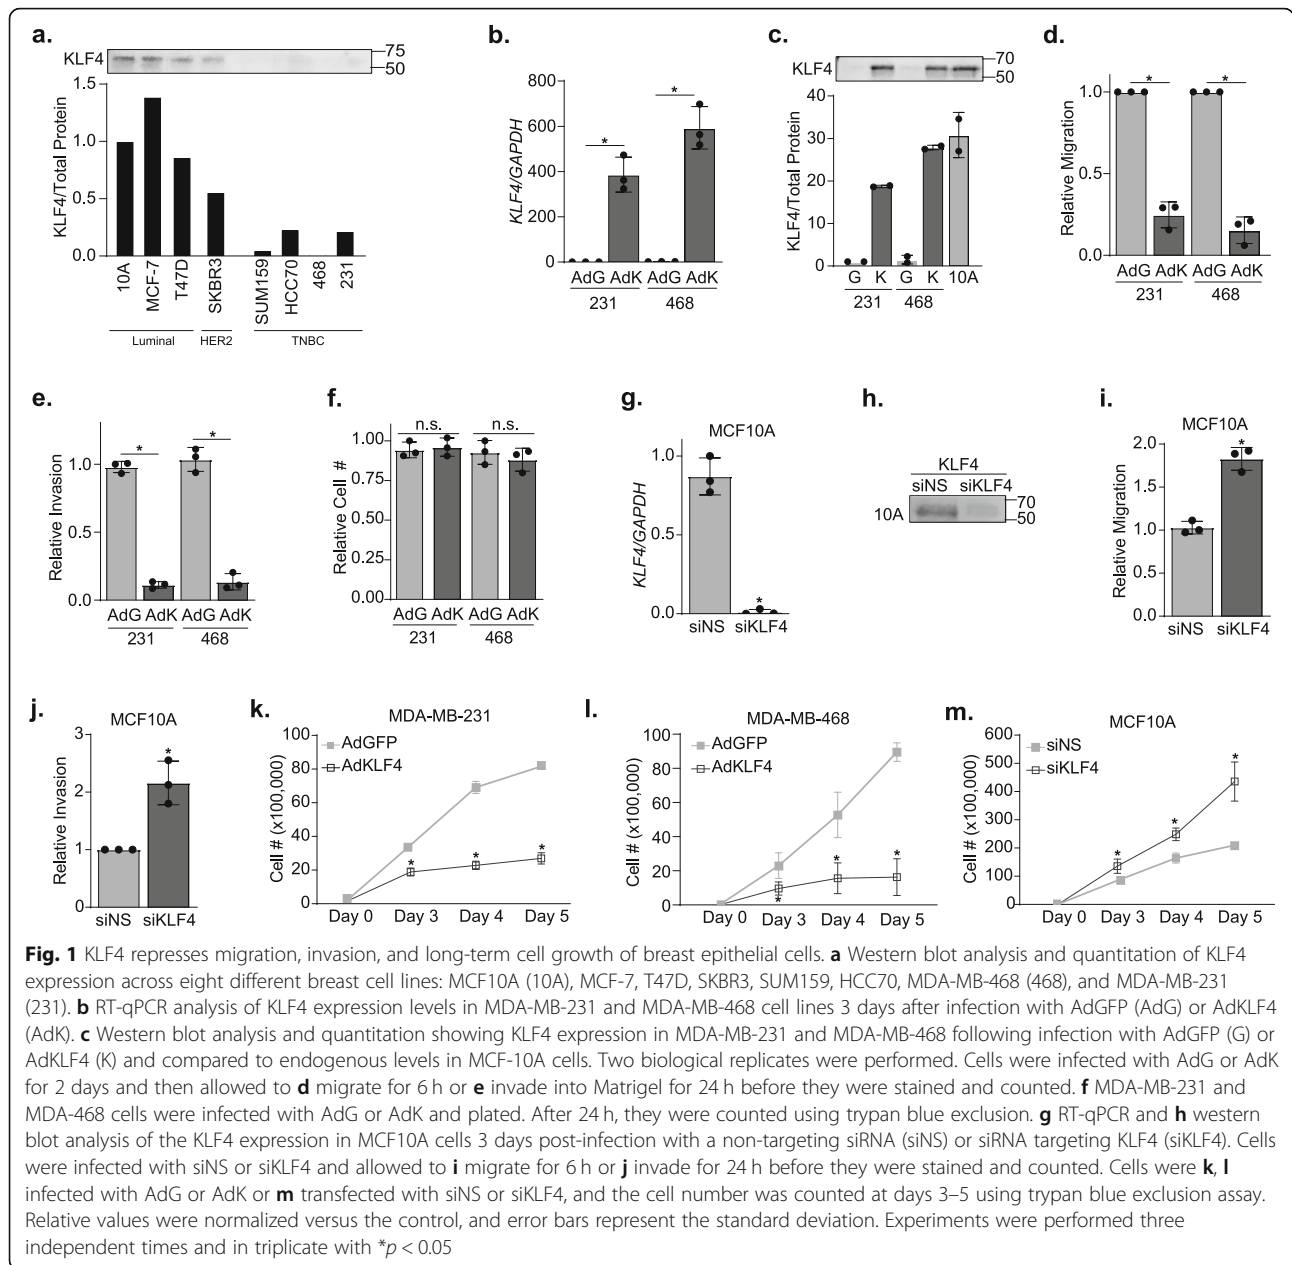 a.
KLF4
75
50
KLF4/Total Protein
1.5
1.0
0.5
0.0
10A
MCF-7
T47D
SKBR3
SUM159
HCC70
468
231
Luminal
HER2
TNBC
b.
KLF4/GAPDH
800
600
400
200
0
*
*
AdG AdK AdG AdK
231 468
c.
KLF4
70
50
KLF4/Total Protein
40
30
20
10
0
G K G K 10A
231 468
d.
Relative Migration
1.0
0.5
0.0
*
*
AdG AdK AdG AdK
231 468
e.
Relative Invasion
1.0
0.5
0.0
*
*
AdG AdK AdG AdK
231 468
f.
Relative Cell #
1.00
0.75
0.50
0.25
0.00
n.s. n.s.
AdG AdK AdG AdK
231 468
g.
MCF10A
KLF4/GAPDH
1.0
0.5
0.0
*
siNS siKLF4
h.
KLF4
siNS siKLF4
10A
70
50
i.
MCF10A
Relative Migration
2.0
1.5
1.0
0.5
0.0
*
siNS siKLF4
j.
MCF10A
Relative Invasion
3
2
1
0
*
siNS siKLF4
k.
MDA-MB-231
AdGFP
AdKLF4
Cell # (x100,000)
100
80
60
40
20
0
* * *
Day 0 Day 3 Day 4 Day 5
l.
MDA-MB-468
AdGFP
AdKLF4
Cell # (x100,000)
100
80
60
40
20
0
* * *
Day 0 Day 3 Day 4 Day 5
m.
MCF10A
siNS
siKLF4
Cell # (x100,000)
600
500
400
300
200
100
0
* * *
Day 0 Day 3 Day 4 Day 5
Fig. 1 KLF4 represses migration, invasion, and long-term cell growth of breast epithelial cells. a Western blot analysis and quantitation of KLF4
expression across eight different breast cell lines: MCF10A (10A), MCF-7, T47D, SKBR3, SUM159, HCC70, MDA-MB-468 (468), and MDA-MB-231
(231). b RT-qPCR analysis of KLF4 expression levels in MDA-MB-231 and MDA-MB-468 cell lines 3 days after infection with AdGFP (AdG) or AdKLF4
(AdK). c Western blot analysis and quantitation showing KLF4 expression in MDA-MB-231 and MDA-MB-468 following infection with AdGFP (G) or
AdKLF4 (K) and compared to endogenous levels in MCF-10A cells. Two biological replicates were performed. Cells were infected with AdG or AdK
for 2 days and then allowed to d migrate for 6 h or e invade into Matrigel for 24 h before they were stained and counted. f MDA-MB-231 and
MDA-468 cells were infected with AdG or AdK and plated. After 24 h, they were counted using trypan blue exclusion. g RT-qPCR and h western
blot analysis of the KLF4 expression in MCF10A cells 3 days post-infection with a non-targeting siRNA (siNS) or siRNA targeting KLF4 (siKLF4). Cells
were infected with siNS or siKLF4 and allowed to i migrate for 6 h or j invade for 24 h before they were stained and counted. Cells were k, l
infected with AdG or AdK or m transfected with siNS or siKLF4, and the cell number was counted at days 3–5 using trypan blue exclusion assay.
Relative values were normalized versus the control, and error bars represent the standard deviation. Experiments were performed three
independent times and in triplicate with *p < 0.05